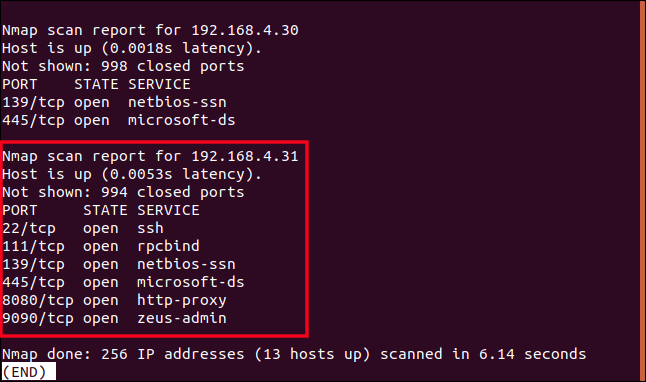 Nmap scan report for 192.168.4.30
Host is up (0.0018s latency).
Not shown: 998 closed ports
PORT    STATE SERVICE
139/tcp open  netbios-ssn
445/tcp open  microsoft-ds
Nmap scan report for 192.168.4.31
Host is up (0.0053s latency).
Not shown: 994 closed ports
PORT     STATE SERVICE
22/tcp   open  ssh
111/tcp  open  rpcbind
139/tcp  open  netbios-ssn
445/tcp  open  microsoft-ds
8080/tcp open  http-proxy
9090/tcp open  zeus-admin
Nmap done: 256 IP addresses (13 hosts up) scanned in 6.14 seconds
(END)